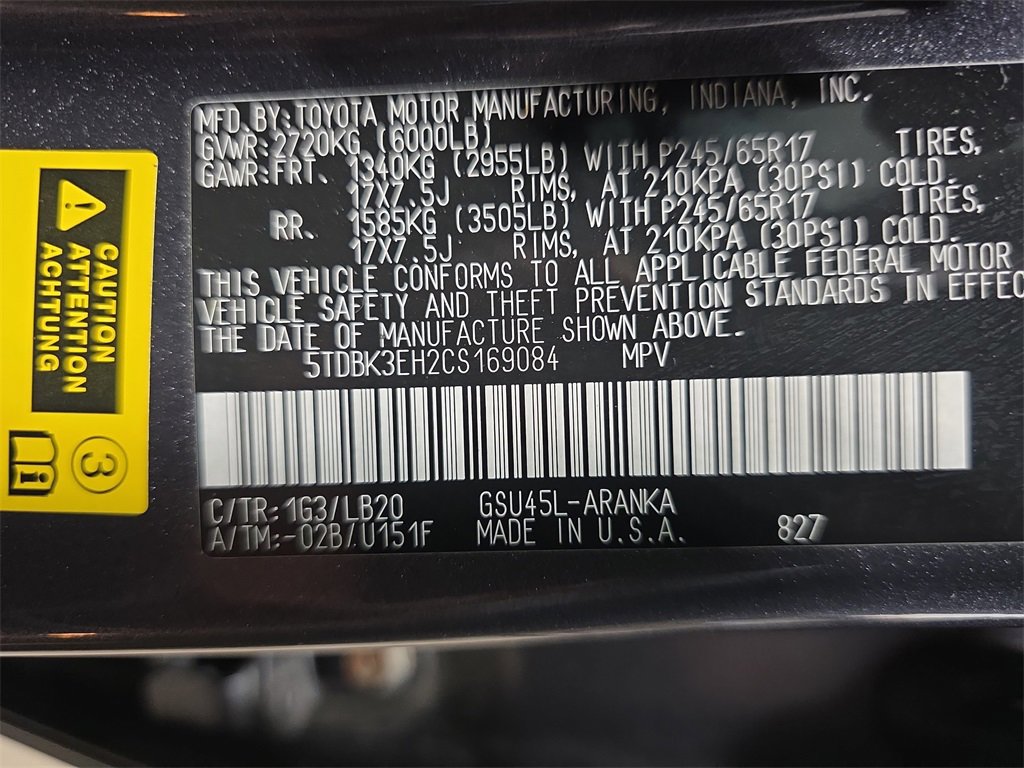 MFD. BY: TOYOTA MOTOR MANUFACTURING, INDIANA, INC.
GVWR: 2720KG (6000LB)
GAWR: FRT. 1340KG (2955LB) WITH P245/65R17 TIRES,
17X7.5J RIMS, AT 210KPA (30PSI) COLD.
RR. 1585KG (3505LB) WITH P245/65R17 TIRES,
17X7.5J RIMS, AT 210KPA (30PSI) COLD.
THIS VEHICLE CONFORMS TO ALL APPLICABLE FEDERAL MOTOR
VEHICLE SAFETY AND THEFT PREVENTION STANDARDS IN EFFEC
THE DATE OF MANUFACTURE SHOWN ABOVE.
5TDBK3EH2CS169084 MPV
C/TR: 1G3/LB20 GSU45L-ARANKA
A/TM: -02B/U151F MADE IN U.S.A. 827
CAUTION
ATTENTION
ACHTUNG
3